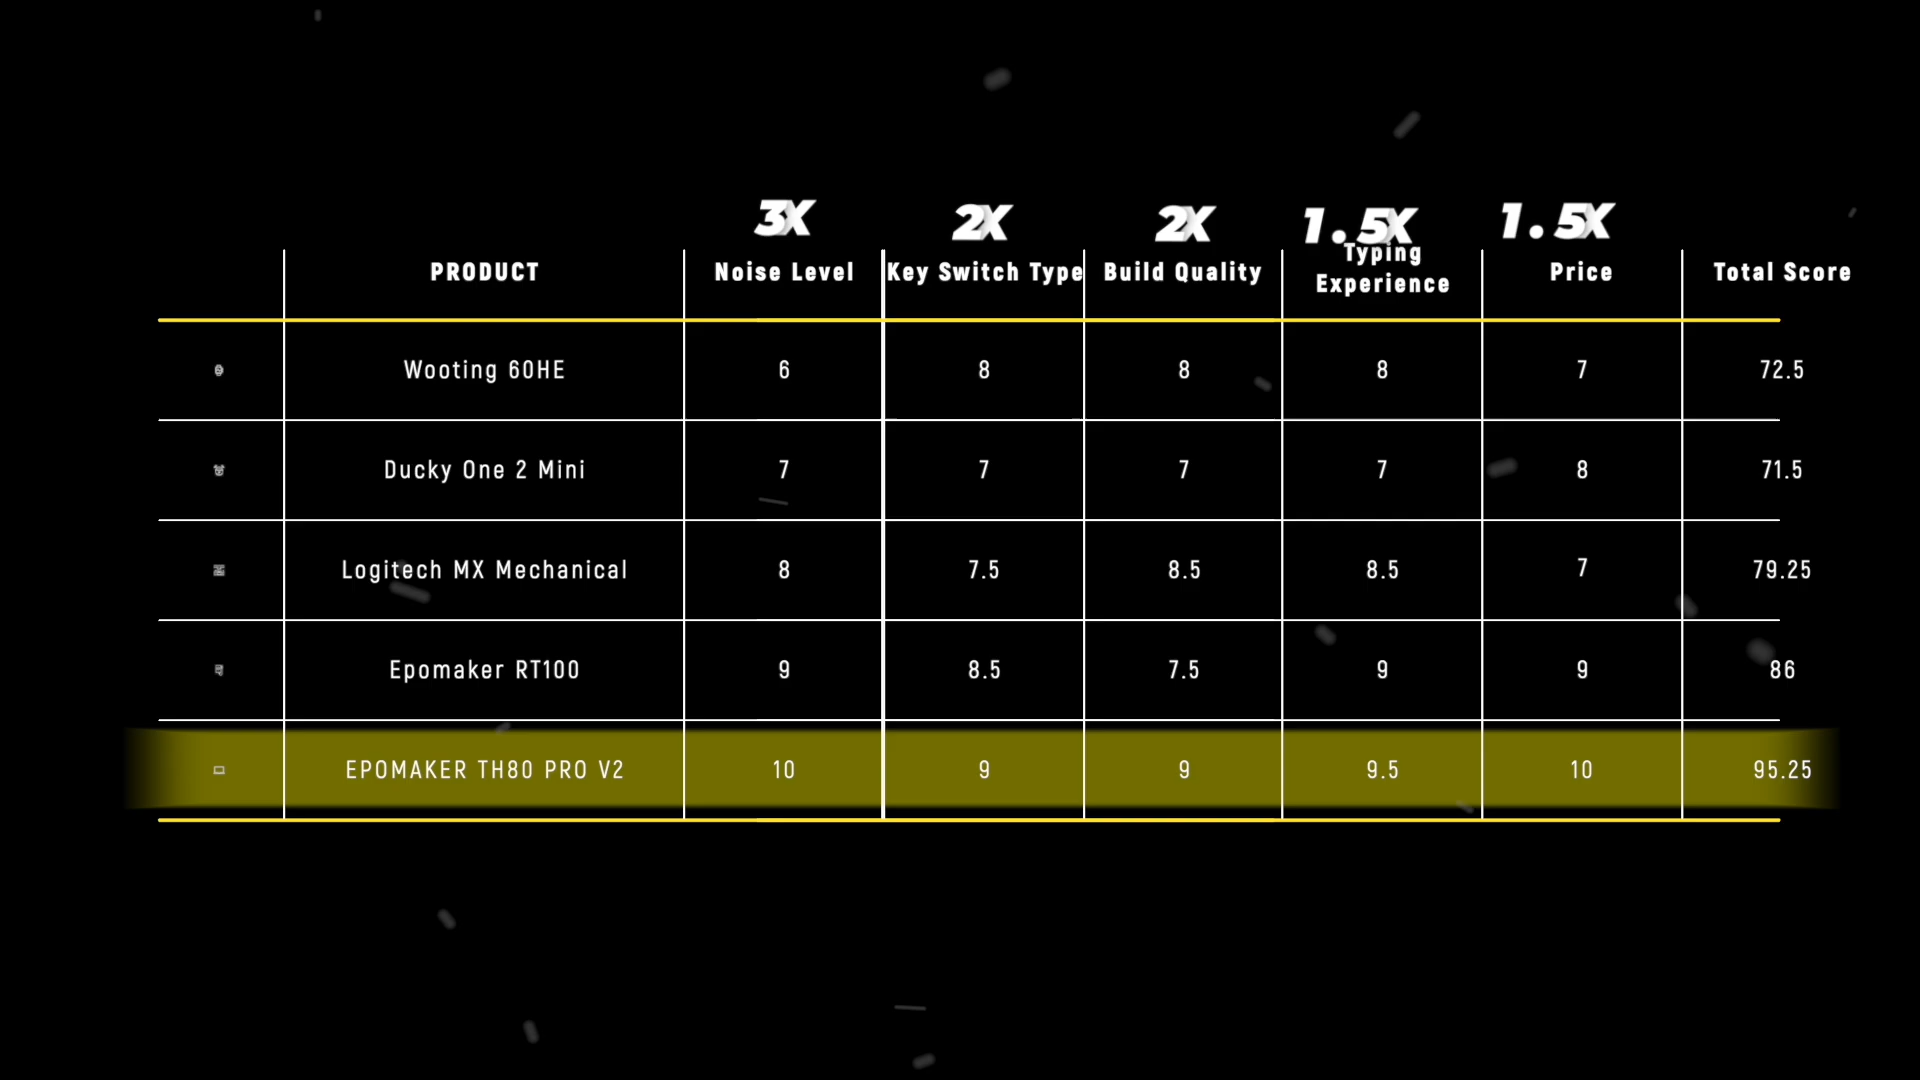 3X 2X 2X 1.5X 1.5X
PRODUCT Noise Level Key Switch Type Build Quality Typing Experience Price Total Score
Wooting 60HE 6 8 8 8 7 72.5
Ducky One 2 Mini 7 7 7 7 8 71.5
Logitech MX Mechanical 8 7.5 8.5 8.5 7 79.25
Epomaker RT100 9 8.5 7.5 9 9 86
EPOMAKER TH80 PRO V2 10 9 9 9.5 10 95.25